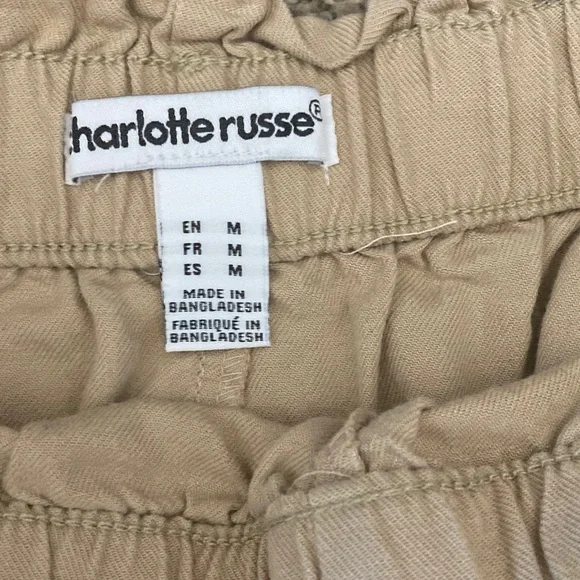 charlotte russe®
EN M
FR M
ES M
MADE IN
BANGLADESH
FABRIQUÉ IN
BANGLADESH